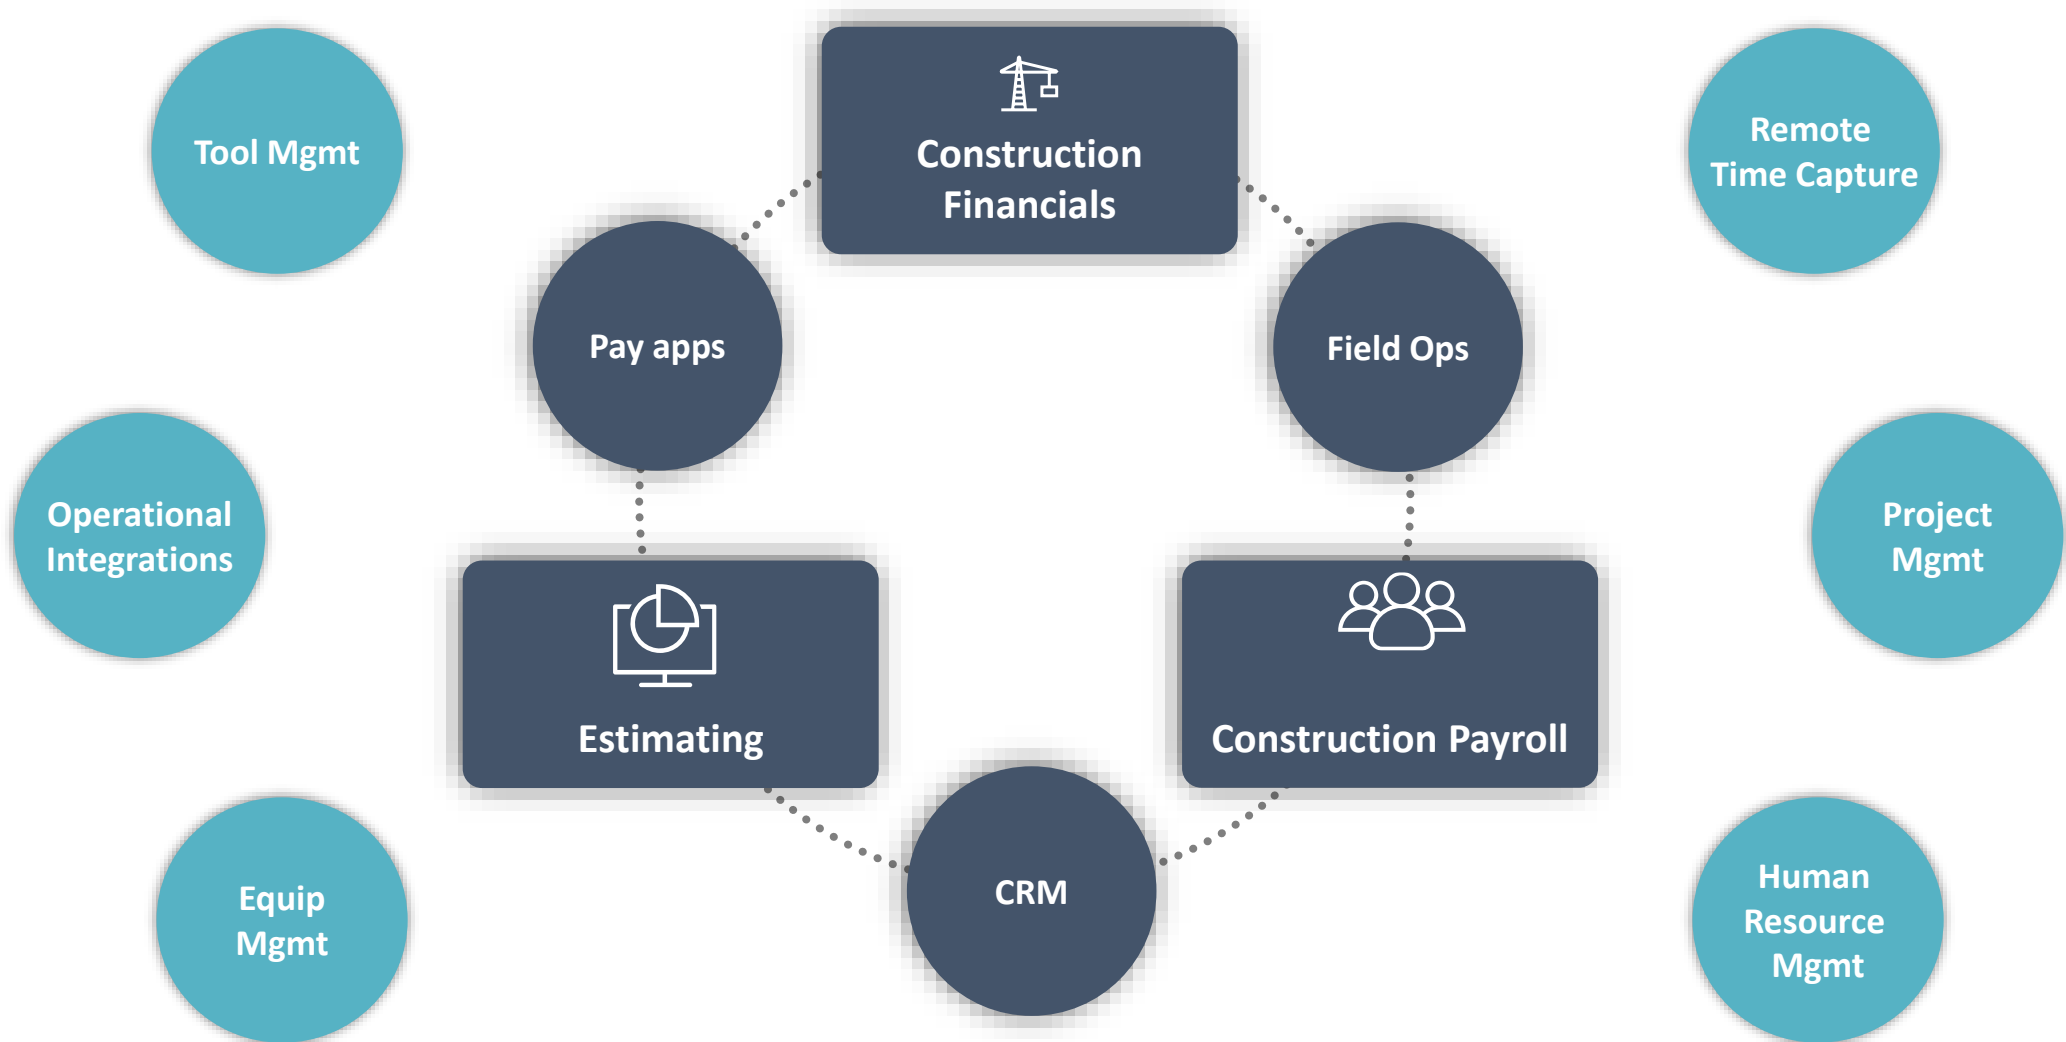 Tool Mgmt
Construction
Financials
Remote
Time Capture
Pay apps
Field Ops
Operational
Integrations
Project
Mgmt
Estimating
Construction Payroll
Equip
Mgmt
CRM
Human
Resource
Mgmt